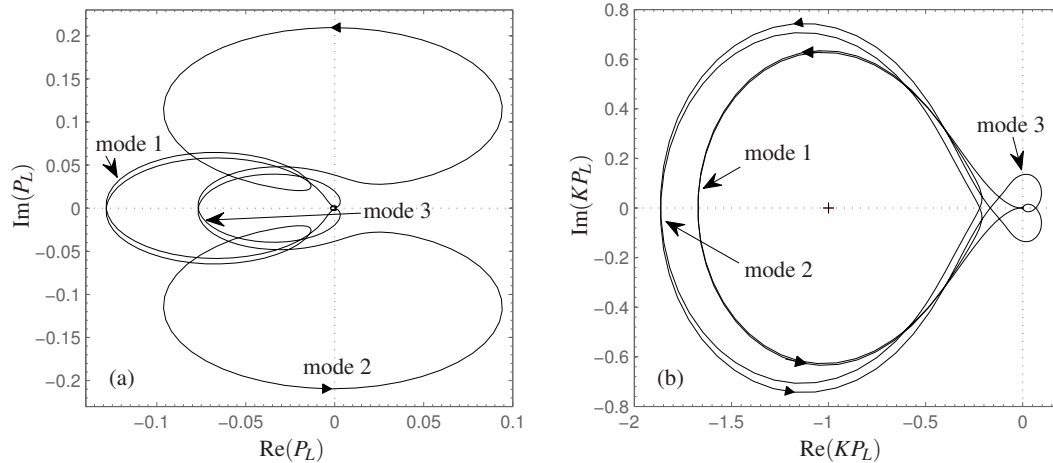 0.2
0.15
0.1
0.05
0
−0.05
−0.1
−0.15
−0.2
−0.1
−0.05
0
0.05
0.1
Im(P_L)
Re(P_L)
mode 1
mode 3
mode 2
(a)
0.8
0.6
0.4
0.2
0
−0.2
−0.4
−0.6
−0.8
−2
−1.5
−1
−0.5
0
Im(KP_L)
Re(KP_L)
mode 3
mode 1
mode 2
(b)